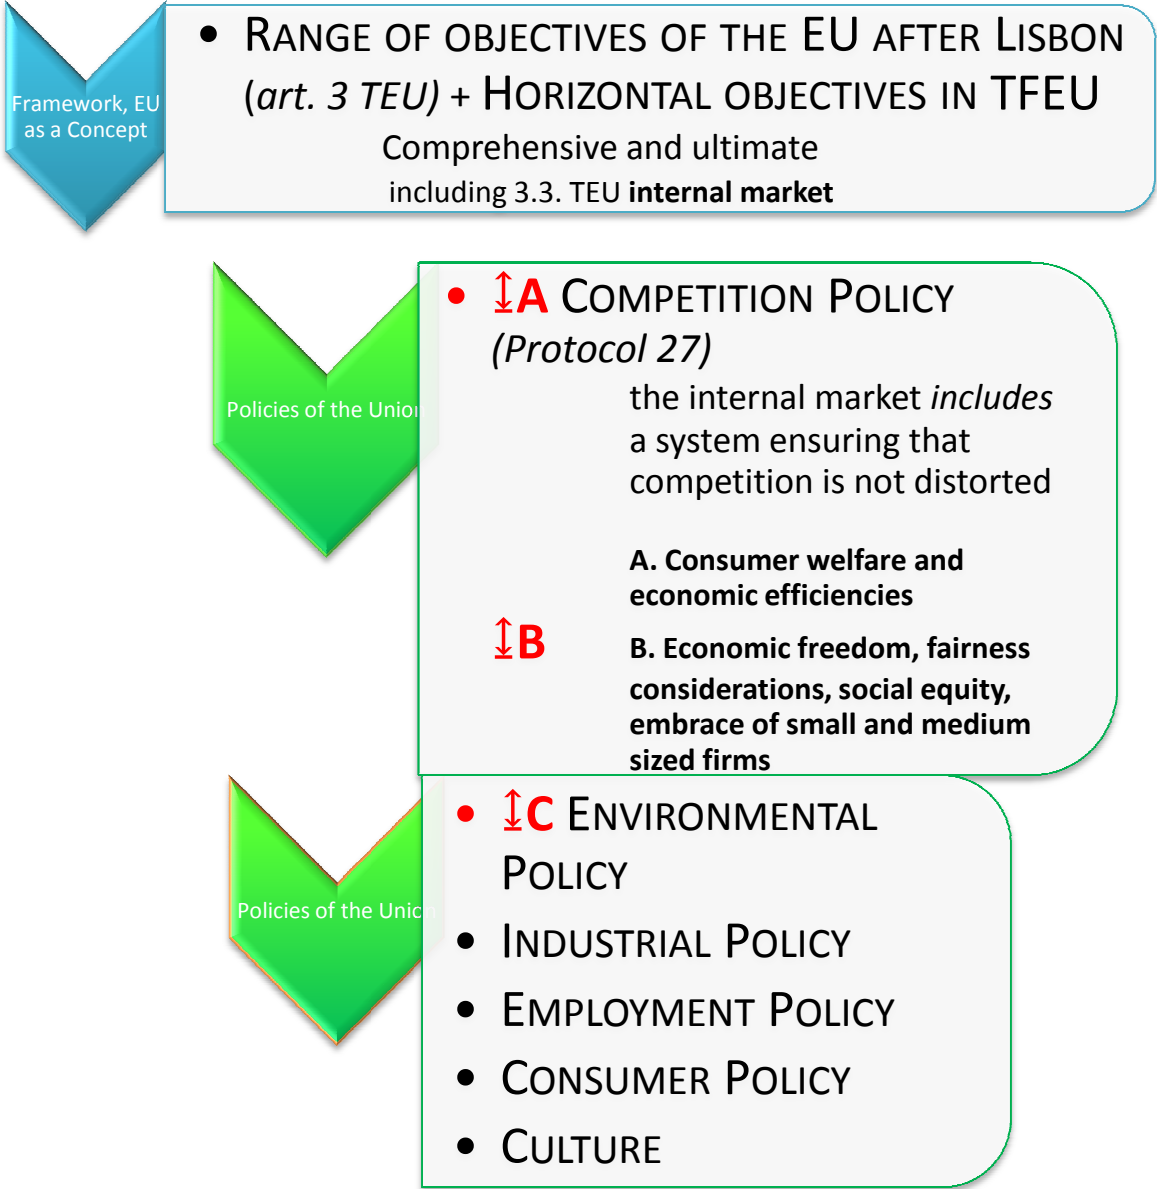 • RANGE OF OBJECTIVES OF THE EU AFTER LISBON
(art. 3 TEU) + HORIZONTAL OBJECTIVES IN TFEU
Comprehensive and ultimate
including 3.3. TEU internal market
Framework, EU
as a Concept
• ↨A COMPETITION POLICY
(Protocol 27)
the internal market includes
a system ensuring that
competition is not distorted
Policies of the Union
A. Consumer welfare and
economic efficiencies
↨B B. Economic freedom, fairness
considerations, social equity,
embrace of small and medium
sized firms
• ↨C ENVIRONMENTAL
POLICY
Policies of the Union
• INDUSTRIAL POLICY
• EMPLOYMENT POLICY
• CONSUMER POLICY
• CULTURE